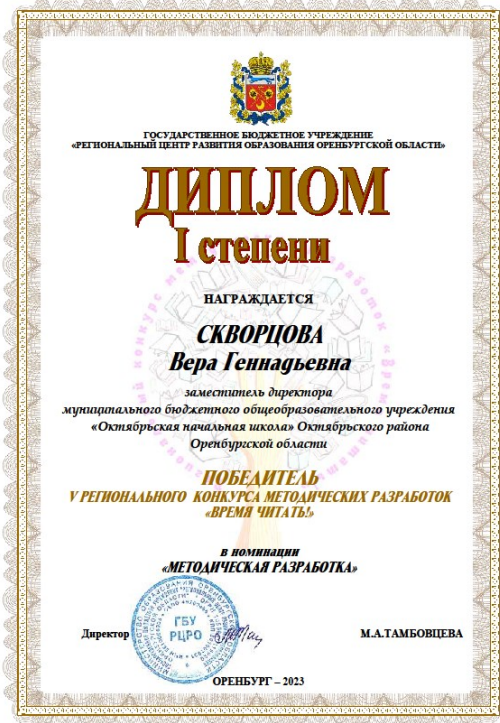 ГОСУДАРСТВЕННОЕ БЮДЖЕТНОЕ УЧРЕЖДЕНИЕ
«РЕГИОНАЛЬНЫЙ ЦЕНТР РАЗВИТИЯ ОБРАЗОВАНИЯ ОРЕНБУРГСКОЙ ОБЛАСТИ»
ДИПЛОМ
I степени
НАГРАЖДАЕТСЯ
СКВОРЦОВА
Вера Геннадьевна
заместитель директора
муниципального бюджетного общеобразовательного учреждения
«Октябрьская начальная школа» Октябрьского района
Оренбургской области
ПОБЕДИТЕЛЬ
V РЕГИОНАЛЬНОГО КОНКУРСА МЕТОДИЧЕСКИХ РАЗРАБОТОК
«ВРЕМЯ ЧИТАТЬ!»
в номинации
«МЕТОДИЧЕСКАЯ РАЗРАБОТКА»
ГБУ
РЦРО
Директор
М.А.ТАМБОВЦЕВА
ОРЕНБУРГ – 2023